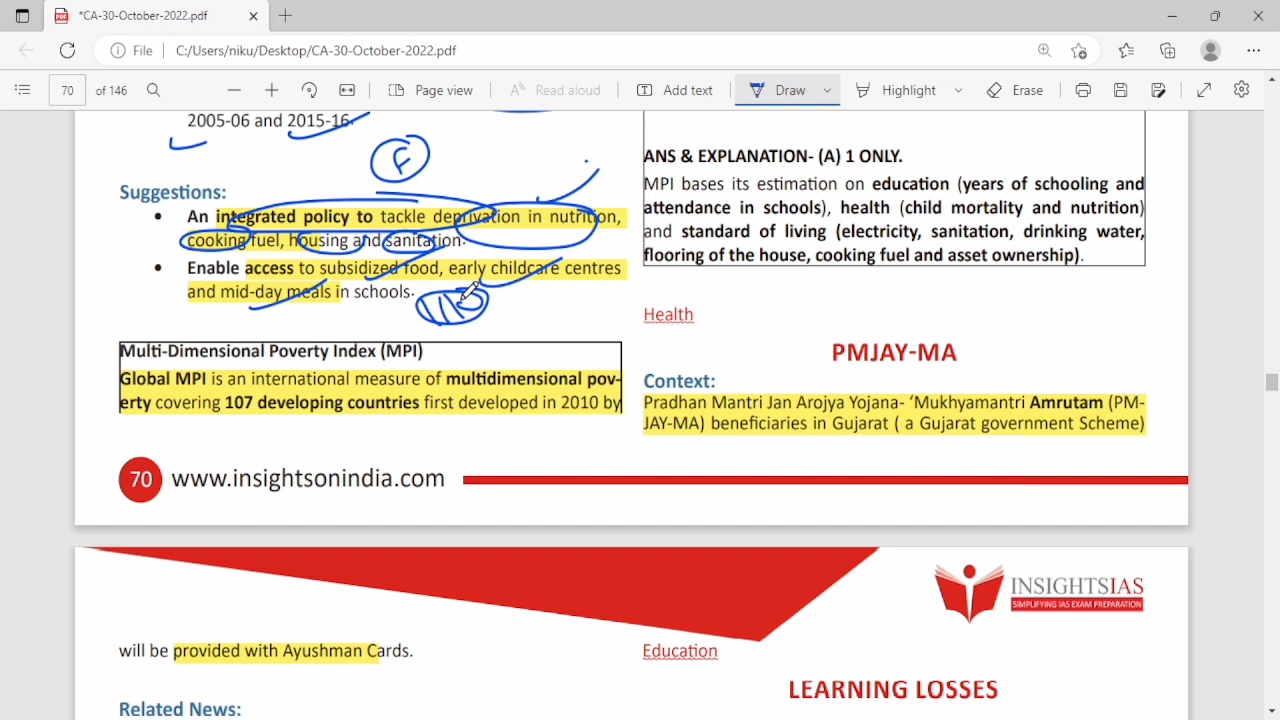 *CA-30-October-2022.pdf
File
C:/Users/niku/Desktop/CA-30-October-2022.pdf
70 of 146
Page view
Read aloud
Add text
Draw
Highlight
Erase
2005-06 and 2015-16.
F
Suggestions:
• An integrated policy to tackle deprivation in nutrition,
cooking fuel, housing and sanitation.
• Enable access to subsidized food, early childcare centres
and mid-day meals in schools.
Multi-Dimensional Poverty Index (MPI)
Global MPI is an international measure of multidimensional pov-
erty covering 107 developing countries first developed in 2010 by
ANS & EXPLANATION- (A) 1 ONLY.
MPI bases its estimation on education (years of schooling and
attendance in schools), health (child mortality and nutrition)
and standard of living (electricity, sanitation, drinking water,
flooring of the house, cooking fuel and asset ownership).
Health
PMJAY-MA
Context:
Pradhan Mantri Jan Arojya Yojana- ‘Mukhyamantri Amrutam (PM-
JAY-MA) beneficiaries in Gujarat ( a Gujarat government Scheme)
70 www.insightsonindia.com
INSIGHTSIAS
SIMPLIFYING IAS EXAM PREPARATION
will be provided with Ayushman Cards.
Related News:
Education
LEARNING LOSSES